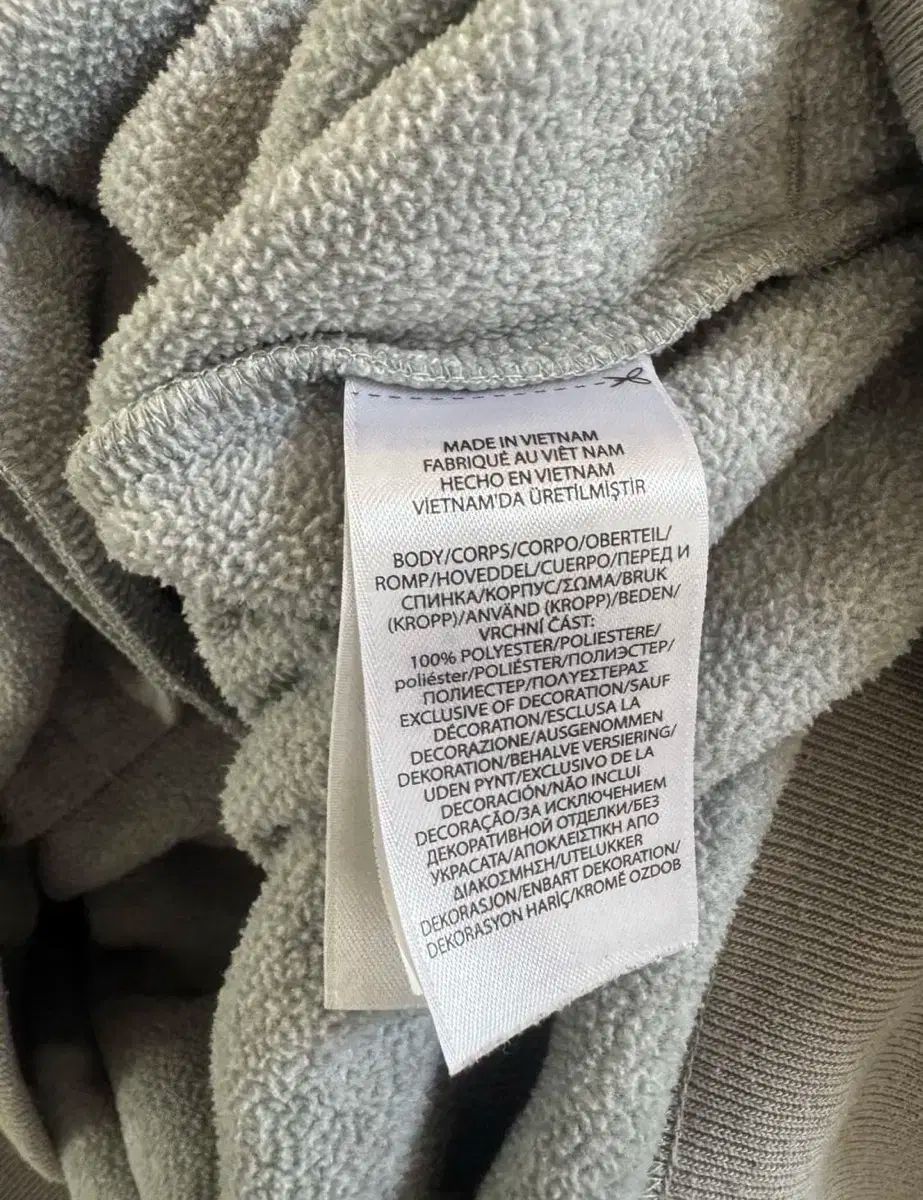 MADE IN VIETNAM
FABRIQUÉ AU VIÊT NAM
HECHO EN VIETNAM
VİETNAM'DA ÜRETİLMİŞTİR
BODY/CORPS/CORPO/OBERTEIL/
ROMP/HOVEDDEL/CUERPO/ПЕРЕД И
СПИНКА/КОРПУС/ΣΩΜΑ/BRUK
(KROPP)/ANVÄND (KROPP)/BEDEN/
VRCHNÍ ČÁST:
100% POLYESTER/POLIESTERE/
poliéster/POLIÉSTER/ПОЛИЭСТЕР/
ПОЛИЕСТЕР/ΠΟΛΥΕΣΤΕΡΑΣ
EXCLUSIVE OF DECORATION/SAUF
DÉCORATION/ESCLUSA LA
DECORAZIONE/AUSGENOMMEN
DEKORATION/BEHALVE VERSIERING/
UDEN PYNT/EXCLUSIVO DE LA
DECORACIÓN/NÃO INCLUI
DECORAÇÃO/ЗА ИСКЛЮЧЕНИЕМ
ДЕКОРАТИВНОЙ ОТДЕЛКИ/БЕЗ
УКРАСАТА/ΑΠΟΚΛΕΙΣΤΙΚΗ ΑΠΟ
ΔΙΑΚΟΣΜΗΣΗ/UTELUKKER
DEKORASJON/ENBART DEKORATION/
DEKORASYON HARİÇ/KROMĚ OZDOB